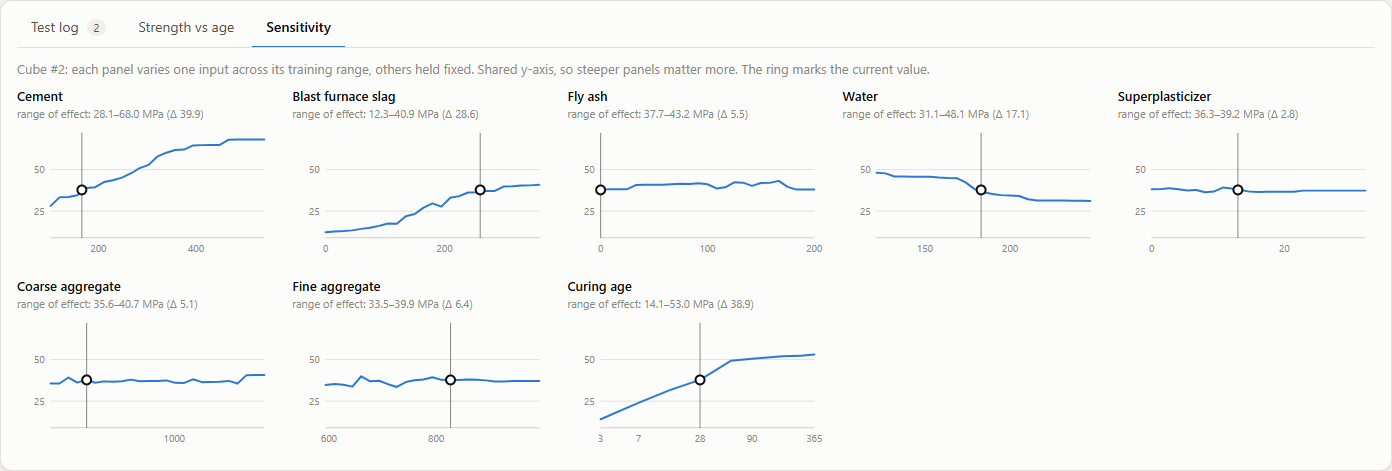 Test log 2 Strength vs age Sensitivity
Cube #2: each panel varies one input across its training range, others held fixed. Shared y-axis, so steeper panels matter more. The ring marks the current value.
Cement
range of effect: 28.1–68.0 MPa (Δ 39.9)
50
25
200 400
Blast furnace slag
range of effect: 12.3–40.9 MPa (Δ 28.6)
50
25
0 200
Fly ash
range of effect: 37.7–43.2 MPa (Δ 5.5)
50
25
0 100 200
Water
range of effect: 31.1–48.1 MPa (Δ 17.1)
50
25
150 200
Superplasticizer
range of effect: 36.3–39.2 MPa (Δ 2.8)
50
25
0 20
Coarse aggregate
range of effect: 35.6–40.7 MPa (Δ 5.1)
50
25
1000
Fine aggregate
range of effect: 33.5–39.9 MPa (Δ 6.4)
50
25
600 800
Curing age
range of effect: 14.1–53.0 MPa (Δ 38.9)
50
25
3 7 28 90 365